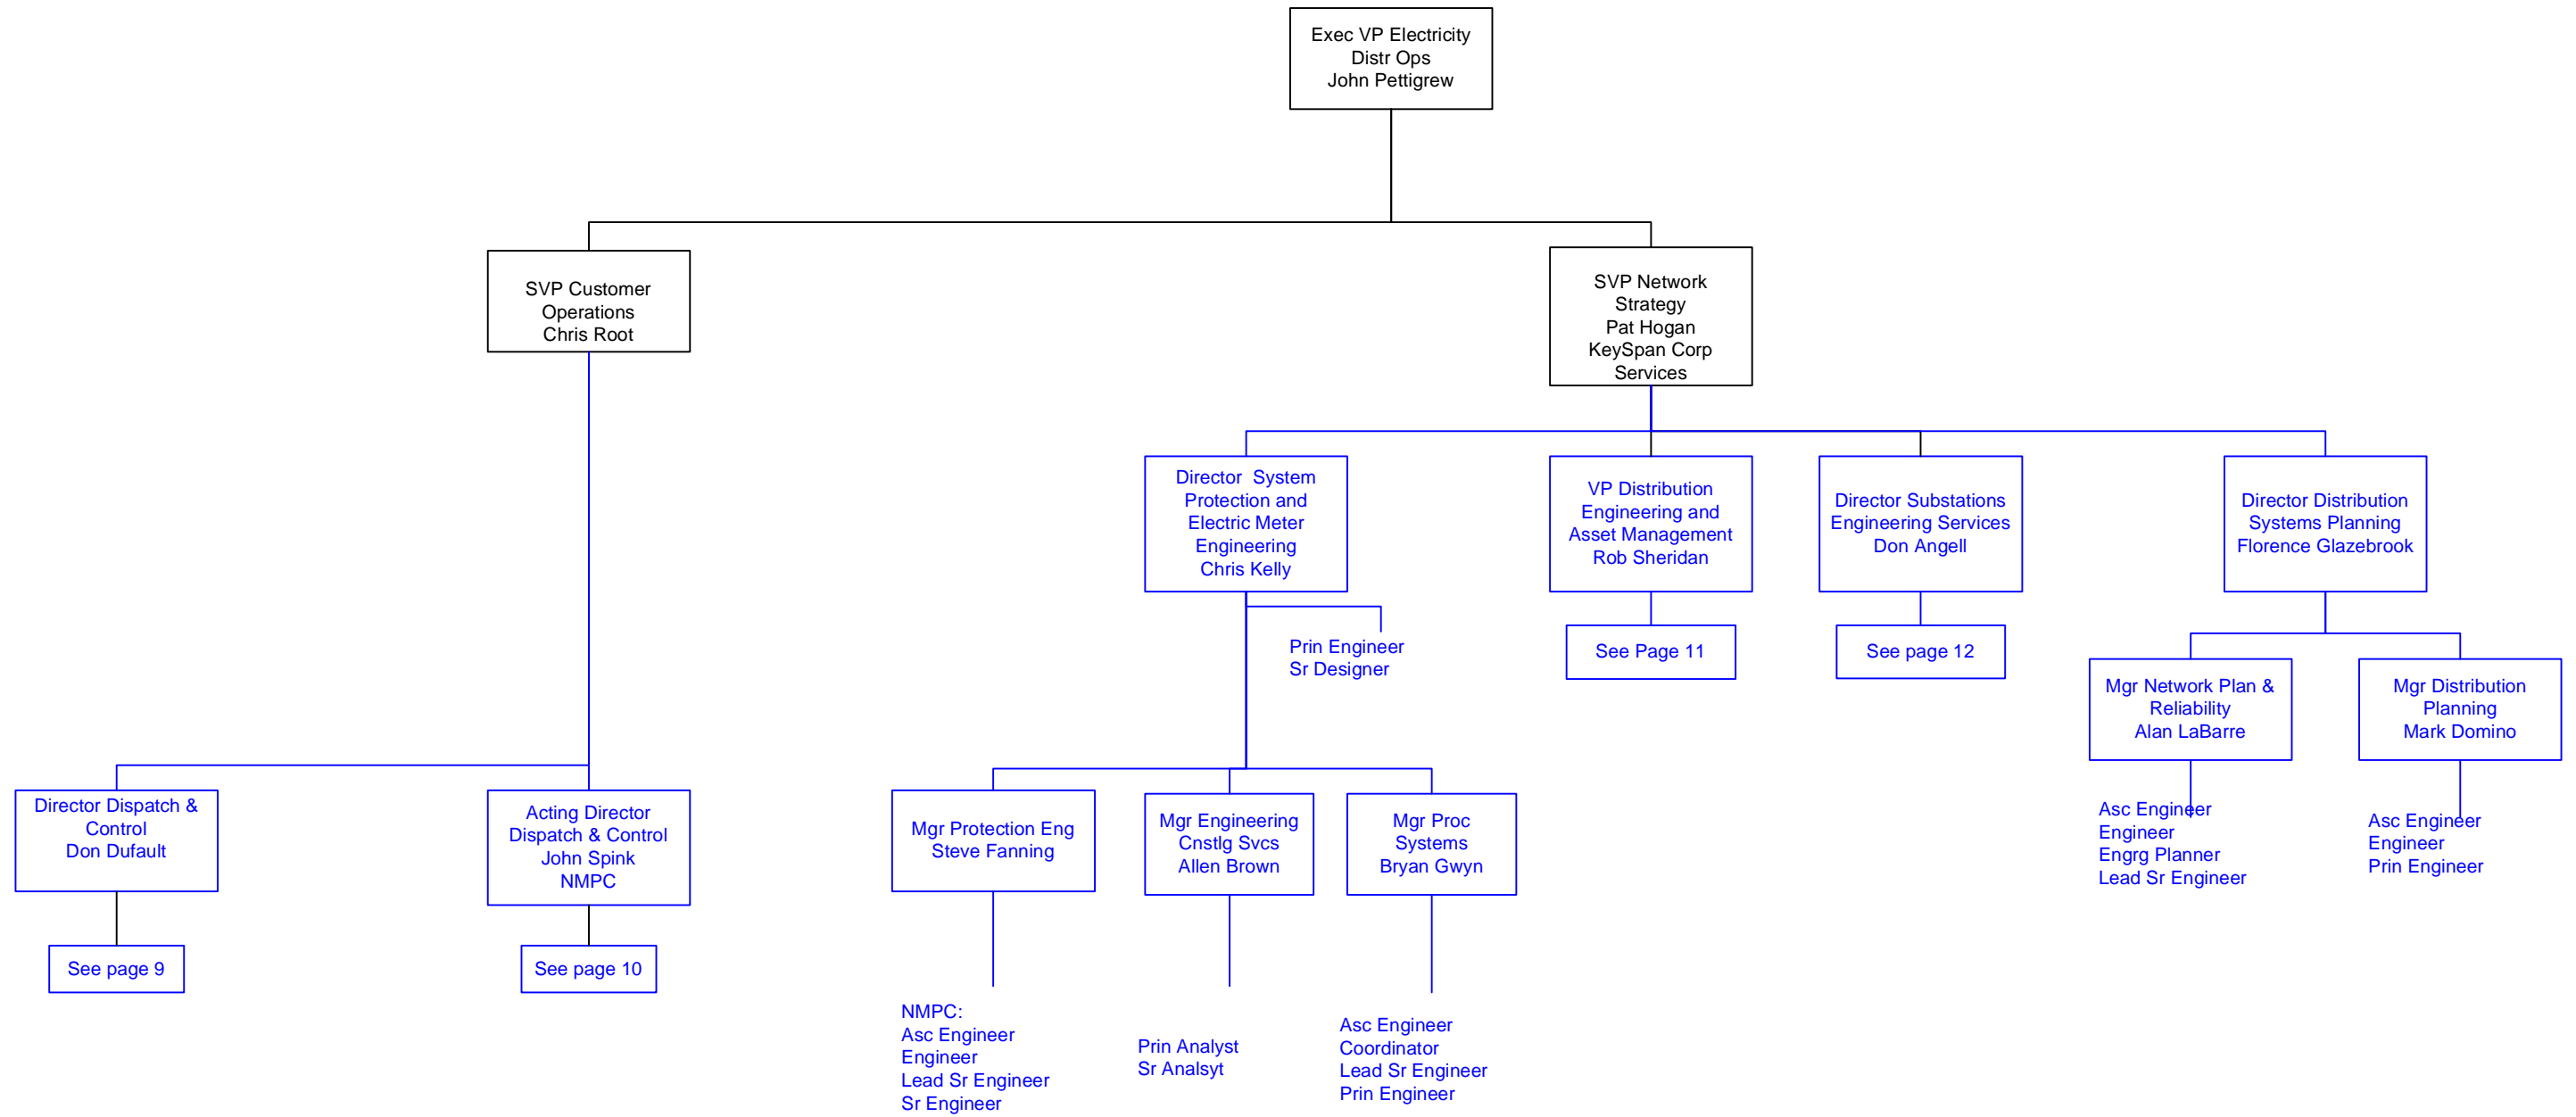 Exec VP Electricity
Distr Ops
John Pettigrew
SVP Customer
Operations
Chris Root
SVP Network
Strategy
Pat Hogan
KeySpan Corp
Services
Director  System
Protection and
Electric Meter
Engineering
Chris Kelly
VP Distribution
Engineering and
Asset Management
Rob Sheridan
Director Substations
Engineering Services
Don Angell
Director Distribution
Systems Planning
Florence Glazebrook
Prin Engineer
Sr Designer
See Page 11
See page 12
Mgr Network Plan &
Reliability
Alan LaBarre
Mgr Distribution
Planning
Mark Domino
Director Dispatch &
Control
Don Dufault
Acting Director
Dispatch & Control
John Spink
NMPC
Mgr Protection Eng
Steve Fanning
Mgr Engineering
Cnstlg Svcs
Allen Brown
Mgr Proc
Systems
Bryan Gwyn
Asc Engineer
Engineer
Engrg Planner
Lead Sr Engineer
Asc Engineer
Engineer
Prin Engineer
See page 9
See page 10
NMPC:
Asc Engineer
Engineer
Lead Sr Engineer
Sr Engineer
Prin Analyst
Sr Analsyt
Asc Engineer
Coordinator
Lead Sr Engineer
Prin Engineer